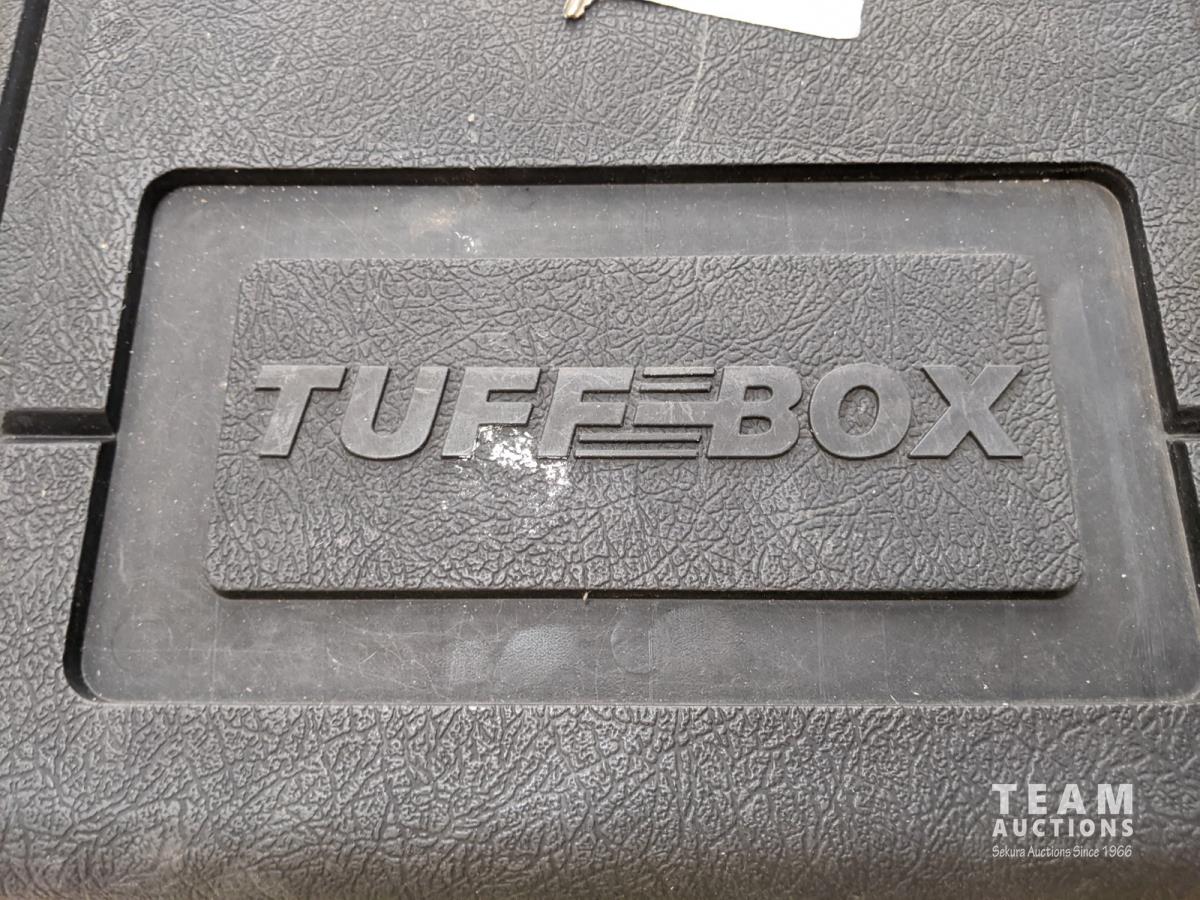 TUFF BOX
TEAM
AUCTIONS
Sekura Auctions Since 1966